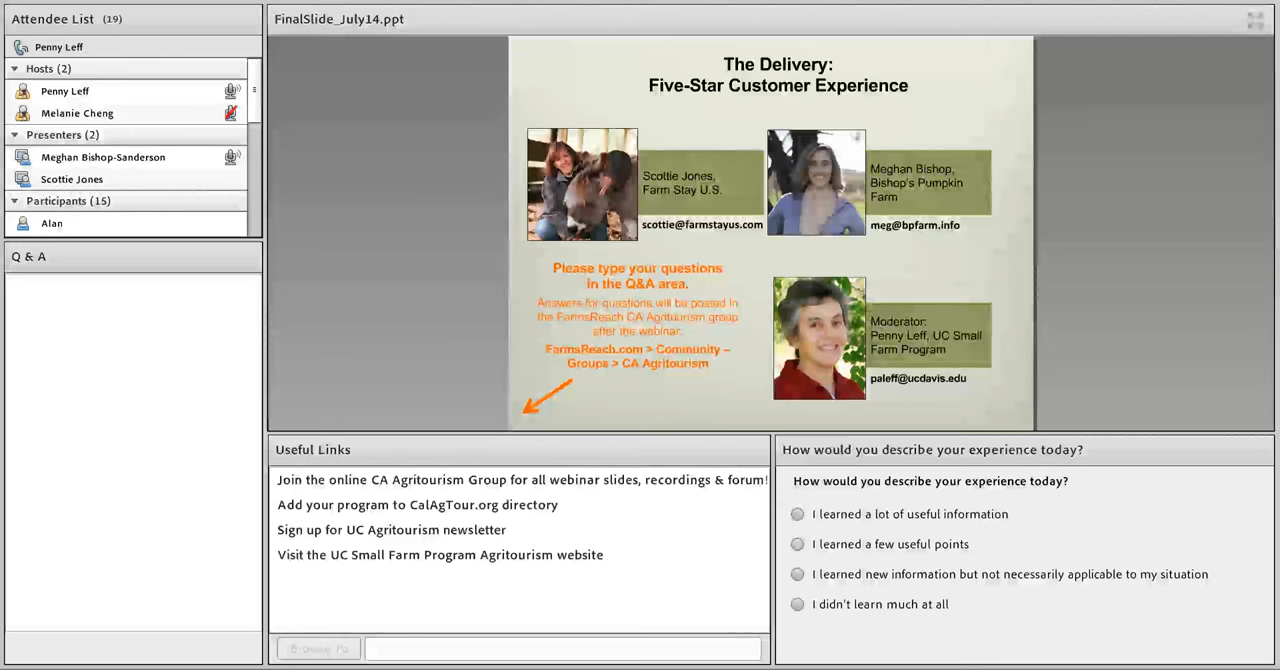 Attendee List (19)
Penny Leff
Hosts (2)
Penny Leff
Melanie Cheng
Presenters (2)
Meghan Bishop-Sanderson
Scottie Jones
Participants (15)
Alan
Q & A
FinalSlide_July14.ppt
The Delivery:
Five-Star Customer Experience
Scottie Jones,
Farm Stay U.S.
scottie@farmstayus.com
Meghan Bishop,
Bishop's Pumpkin
Farm
meg@bpfarm.info
Please type your questions
in the Q&A area.
Answers for questions will be posted in
the FarmsReach CA Agritourism group
after the webinar.
FarmsReach.com > Community –
Groups > CA Agritourism
Moderator:
Penny Leff, UC Small
Farm Program
paleff@ucdavis.edu
Useful Links
Join the online CA Agritourism Group for all webinar slides, recordings & forum!
Add your program to CalAgTour.org directory
Sign up for UC Agritourism newsletter
Visit the UC Small Farm Program Agritourism website
Browse To
How would you describe your experience today?
How would you describe your experience today?
I learned a lot of useful information
I learned a few useful points
I learned new information but not necessarily applicable to my situation
I didn't learn much at all